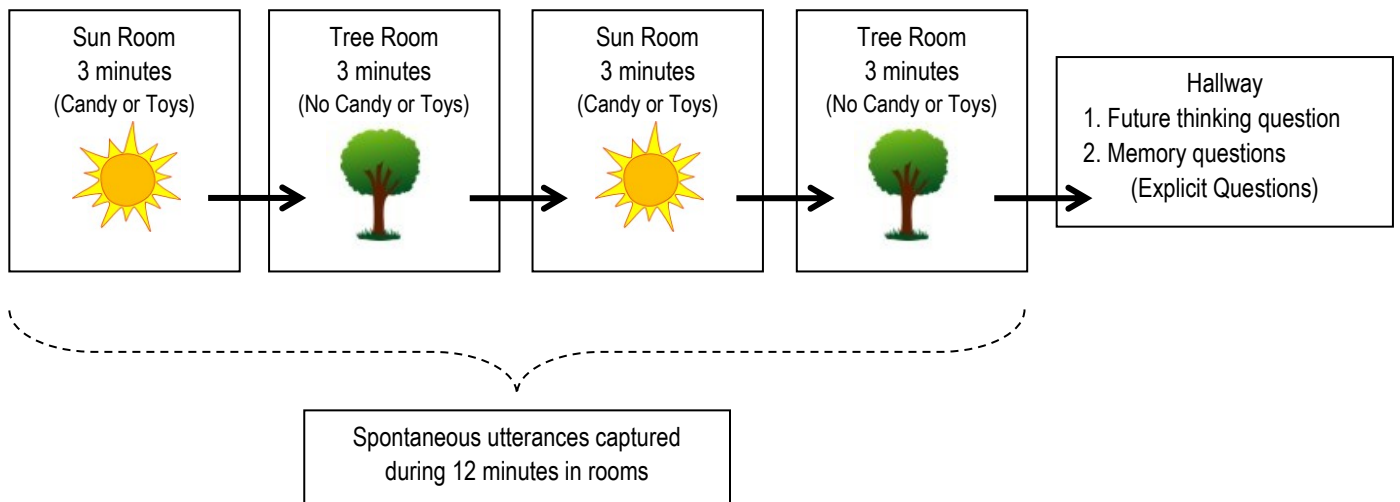 Sun Room
3 minutes
(Candy or Toys)
Tree Room
3 minutes
(No Candy or Toys)
Sun Room
3 minutes
(Candy or Toys)
Tree Room
3 minutes
(No Candy or Toys)
Hallway
1. Future thinking question
2. Memory questions
(Explicit Questions)
Spontaneous utterances captured
during 12 minutes in rooms